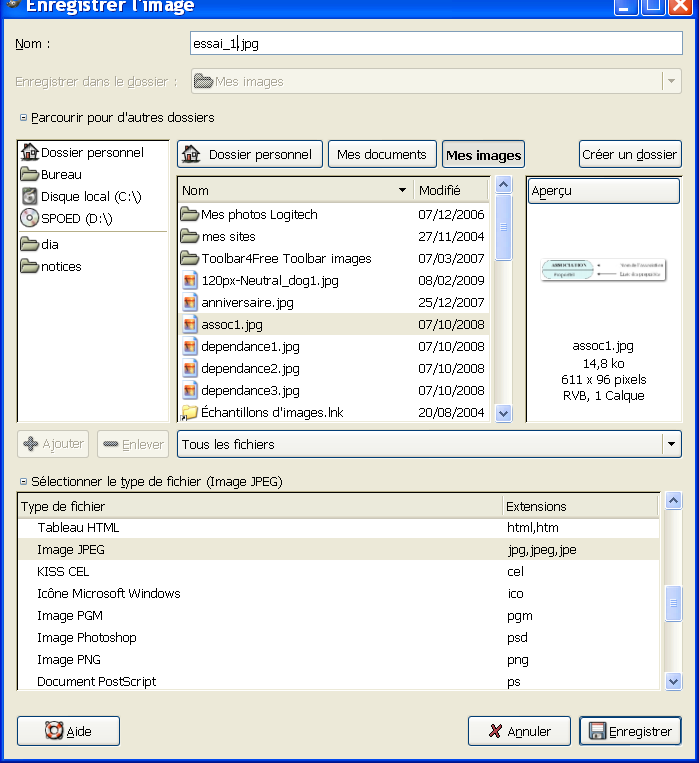 Enregistrer l'image
Nom :
essai_1.jpg
Enregistrer dans le dossier :
Mes images
Parcourir pour d'autres dossiers
Dossier personnel
Bureau
Disque local (C:\)
SPOED (D:\)
dia
notices
Dossier personnel Mes documents Mes images Créer un dossier
Nom Modifié
Mes photos Logitech 07/12/2006
mes sites 27/11/2004
Toolbar4Free Toolbar images 07/03/2007
120px-Neutral_dog1.jpg 08/02/2009
anniversaire.jpg 25/12/2007
assoc1.jpg 07/10/2008
dependance1.jpg 07/10/2008
dependance2.jpg 07/10/2008
dependance3.jpg 07/10/2008
Échantillons d'images.lnk 20/08/2004
Aperçu
ASSOCIATION
Propriété
assoc1.jpg
14,8 ko
611 x 96 pixels
RVB, 1 Calque
Ajouter Enlever
Tous les fichiers
Sélectionner le type de fichier (Image JPEG)
Type de fichier Extensions
Tableau HTML html,htm
Image JPEG jpg,jpeg,jpe
KISS CEL cel
Icône Microsoft Windows ico
Image PGM pgm
Image Photoshop psd
Image PNG png
Document PostScript ps
Aide Annuler Enregistrer